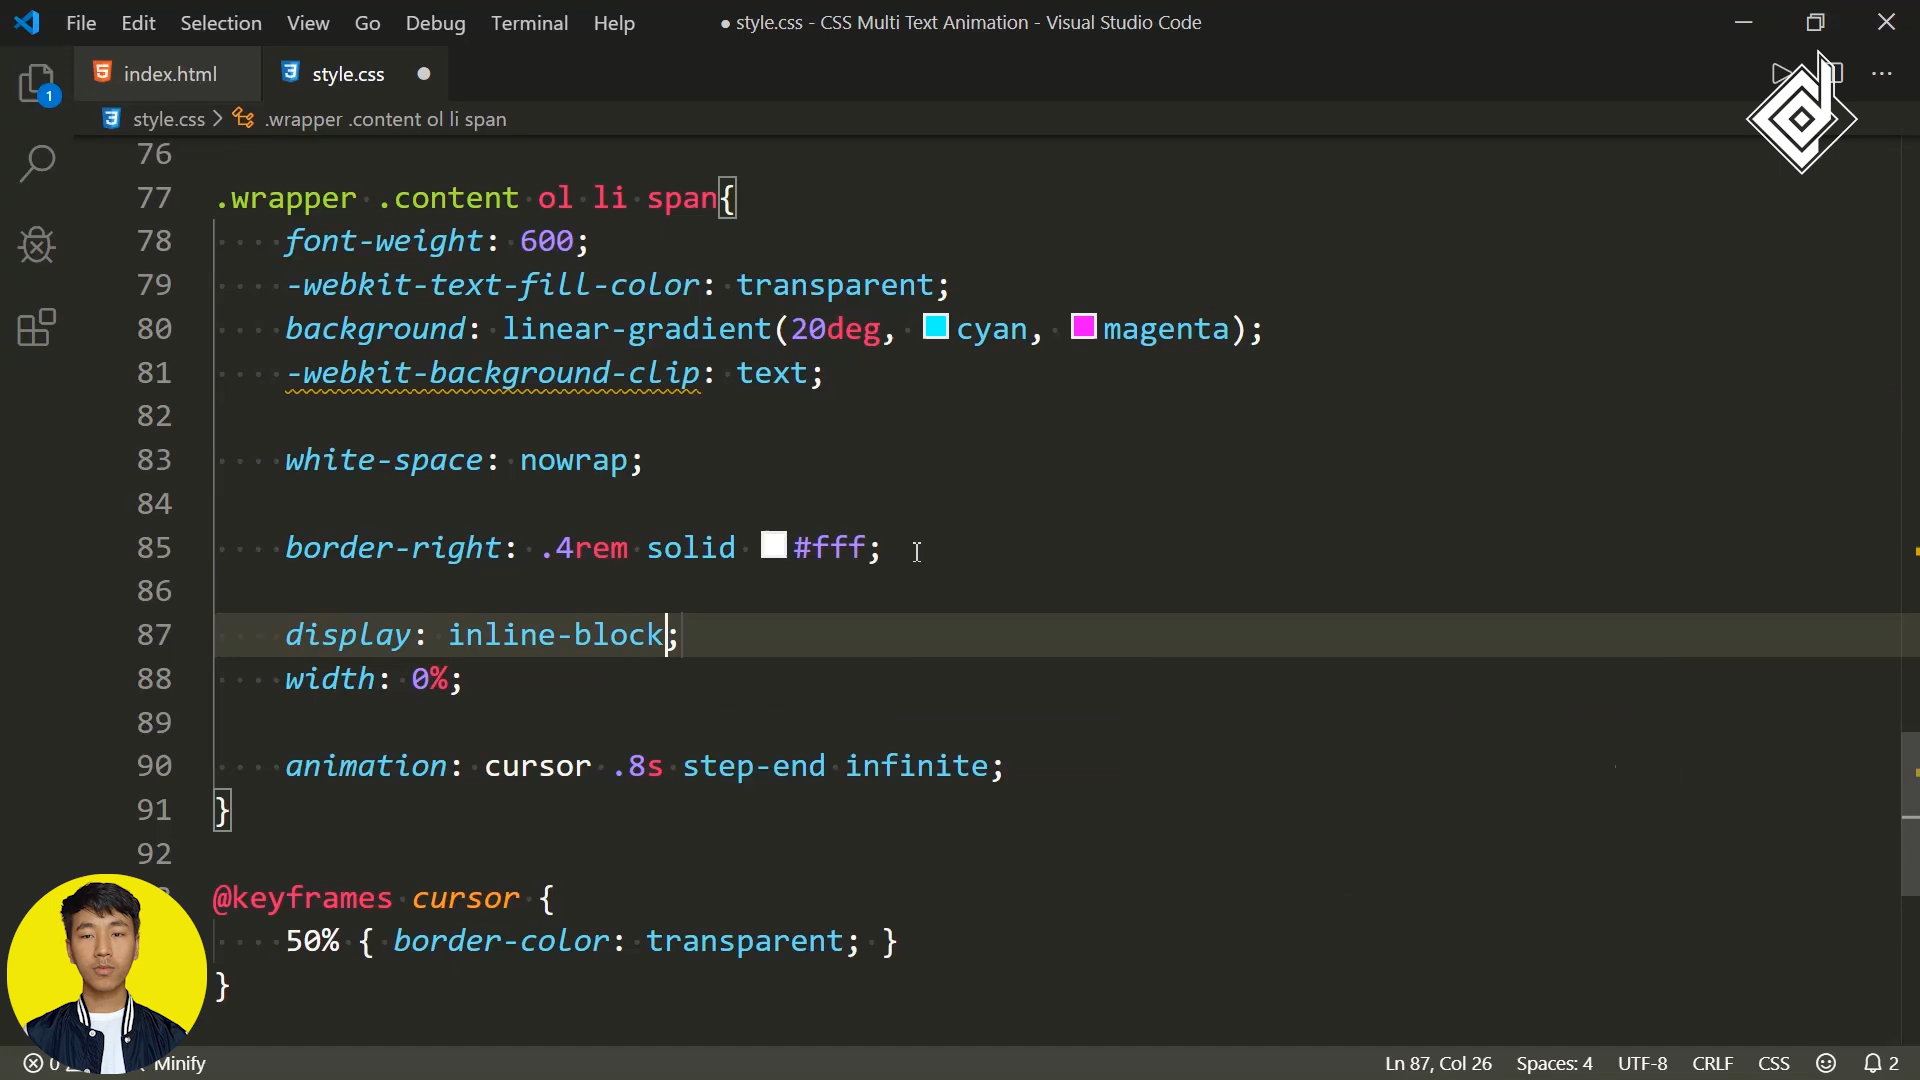 File Edit Selection View Go Debug Terminal Help ● style.css - CSS Multi Text Animation - Visual Studio Code
index.html style.css ●
style.css > .wrapper .content ol li span
1
76
77 .wrapper .content ol li span{
78 font-weight: 600;
79 -webkit-text-fill-color: transparent;
80 background: linear-gradient(20deg, cyan, magenta);
81 -webkit-background-clip: text;
82
83 white-space: nowrap;
84
85 border-right: .4rem solid #fff;
86
87 display: inline-block;
88 width: 0%;
89
90 animation: cursor .8s step-end infinite;
91 }
92
@keyframes cursor {
50% { border-color: transparent; }
}
0 Minify Ln 87, Col 26 Spaces: 4 UTF-8 CRLF CSS 2